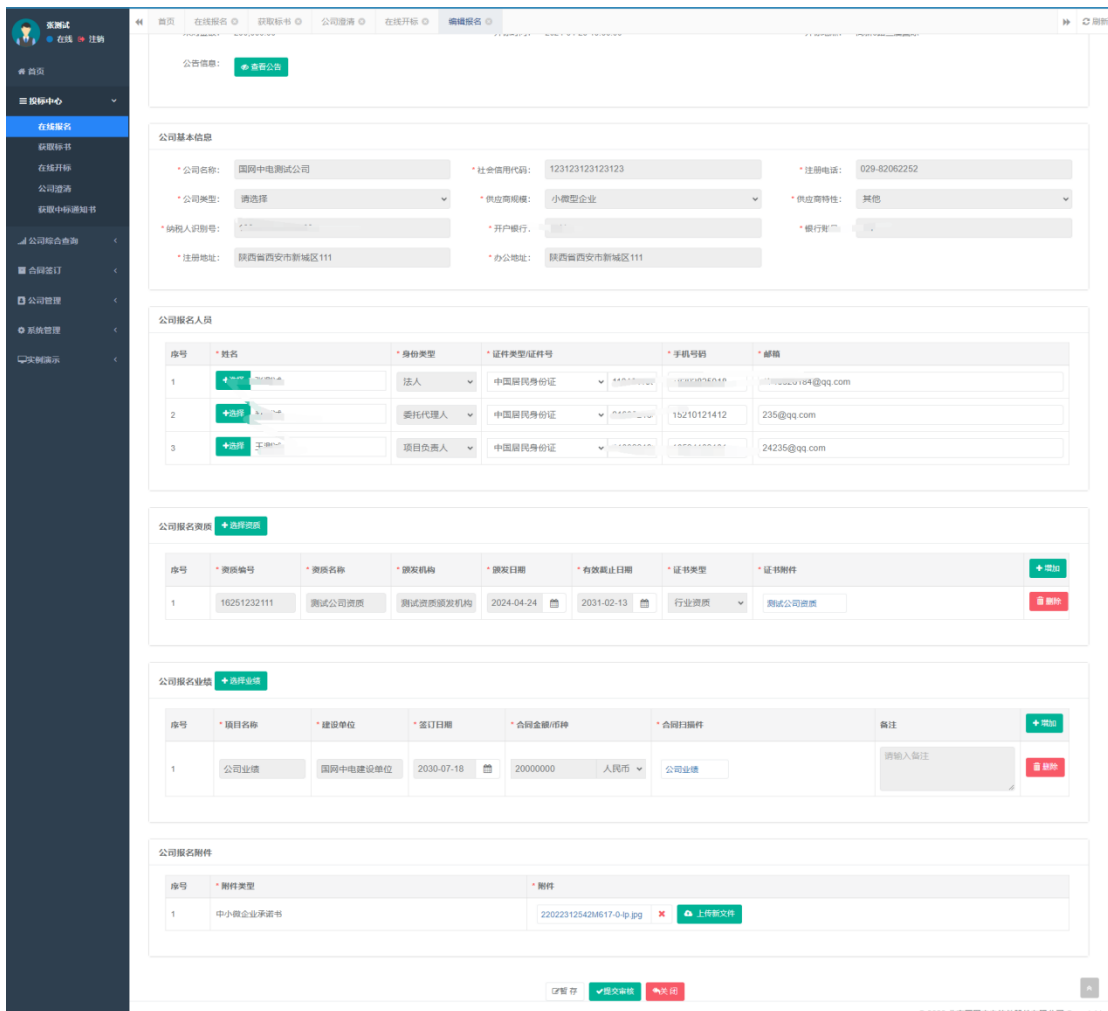 张测试
在线 注销
首页
投标中心
在线报名
获取标书
在线开标
公司澄清
获取中标通知书
公司综合查询
合同签订
公司管理
系统管理
实例演示
首页 在线报名 获取标书 公司澄清 在线开标 编辑报名 刷新
公告信息: 查看公告
公司基本信息
* 公司名称: 国网中电测试公司 * 社会信用代码: 123123123123123 * 注册电话: 029-82062252
* 公司类型: 请选择 * 供应商规模: 小微型企业 * 供应商特性: 其他
* 纳税人识别号: * 开户银行: * 银行账号:
* 注册地址: 陕西省西安市新城区111 * 办公地址: 陕西省西安市新城区111
公司报名人员
序号 * 姓名 * 身份类型 * 证件类型/证件号 * 手机号码 * 邮箱
1 +选择 法人 中国居民身份证 @qq.com
2 +选择 委托代理人 中国居民身份证 15210121412 235@qq.com
3 +选择 项目负责人 中国居民身份证 24235@qq.com
公司报名资质 +选择资质
序号 * 资质编号 * 资质名称 * 颁发机构 * 颁发日期 * 有效截止日期 * 证书类型 * 证书附件 +增加
1 16251232111 测试公司资质 测试资质颁发机构 2024-04-24 2031-02-13 行业资质 测试公司资质 删除
公司报名业绩 +选择业绩
序号 * 项目名称 * 建设单位 * 签订日期 * 合同金额/币种 * 合同扫描件 备注 +增加
1 公司业绩 国网中电建设单位 2030-07-18 20000000 人民币 公司业绩 请输入备注 删除
公司报名附件
序号 * 附件类型 * 附件
1 中小微企业承诺书 22022312542M617-0-lp.jpg 上传新文件
暂存 提交审核 关闭